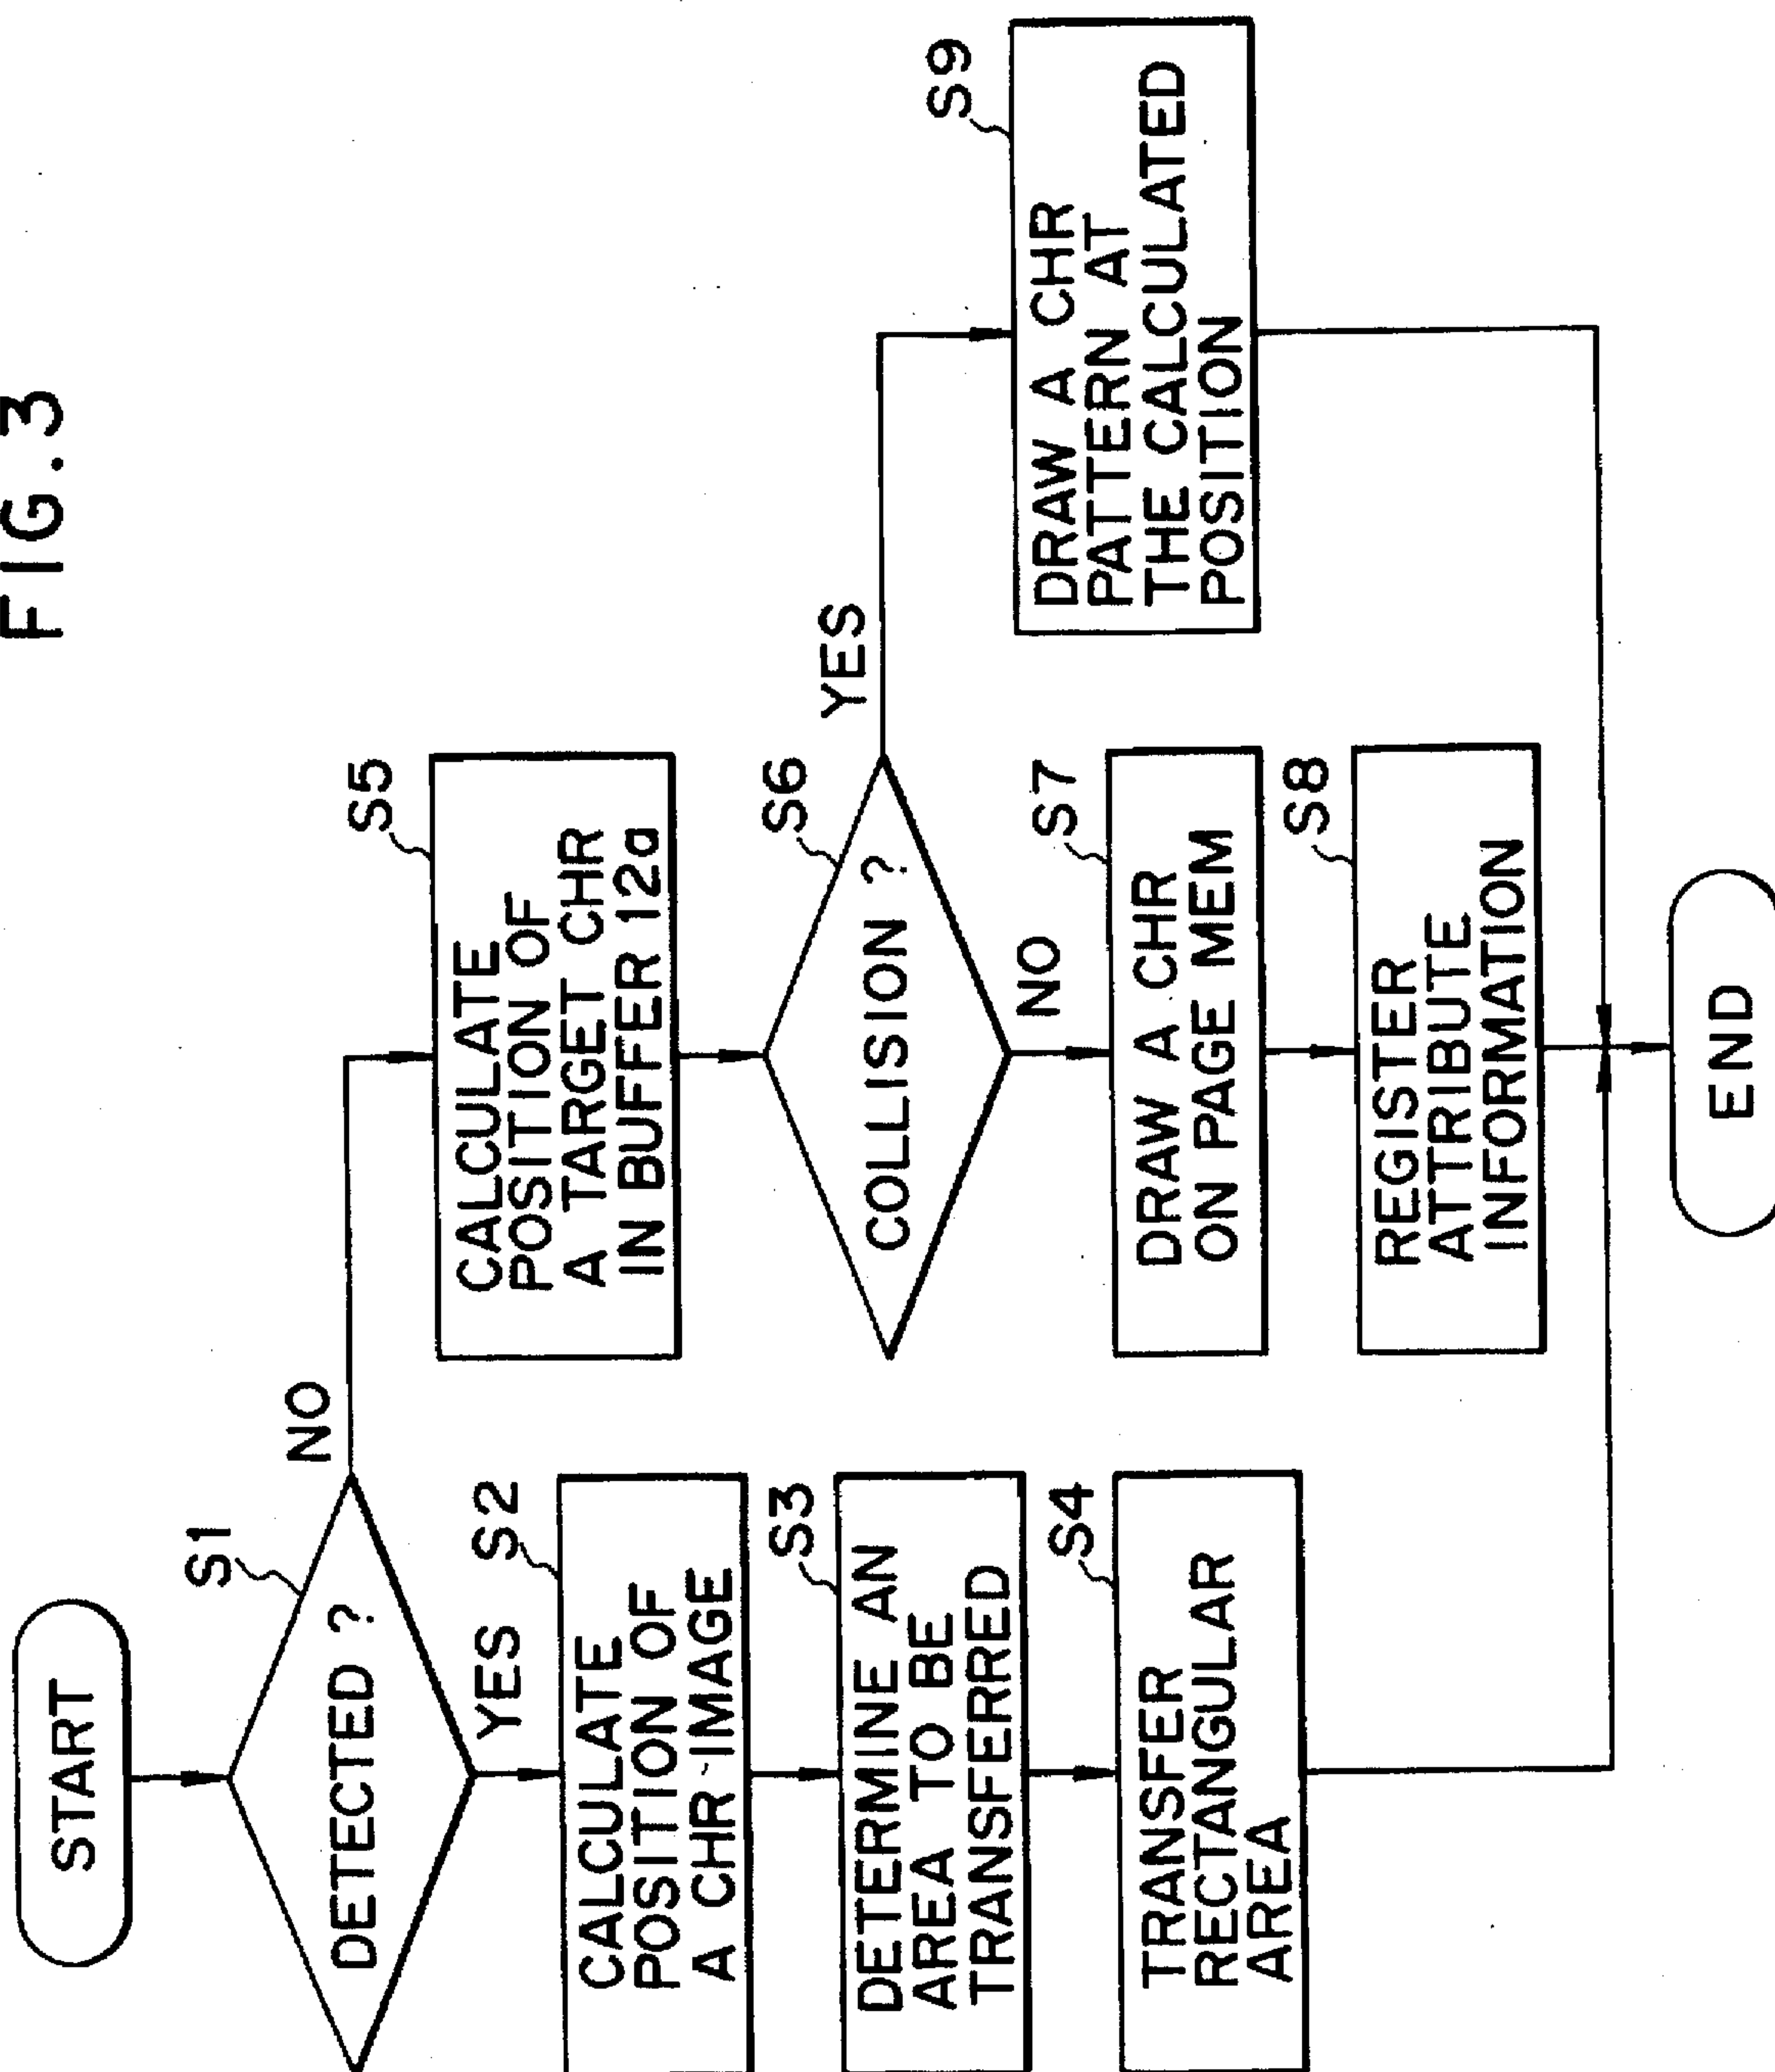 FIG.3
START
S1
DETECTED ?
NO
YES
S2
CALCULATE
POSITION OF
A CHR-IMAGE
S3
DETERMINE AN
AREA TO BE
TRANSFERRED
S4
TRANSFER
RECTANGULAR
AREA
S5
CALCULATE
POSITION OF
A TARGET CHR
IN BUFFER 12a
S6
COLLISION ?
YES
NO
S7
DRAW A CHR
ON PAGE MEM
S8
REGISTER
ATTRIBUTE
INFORMATION
S9
DRAW A CHR
PATTERN AT
THE CALCULATED
POSITION
END